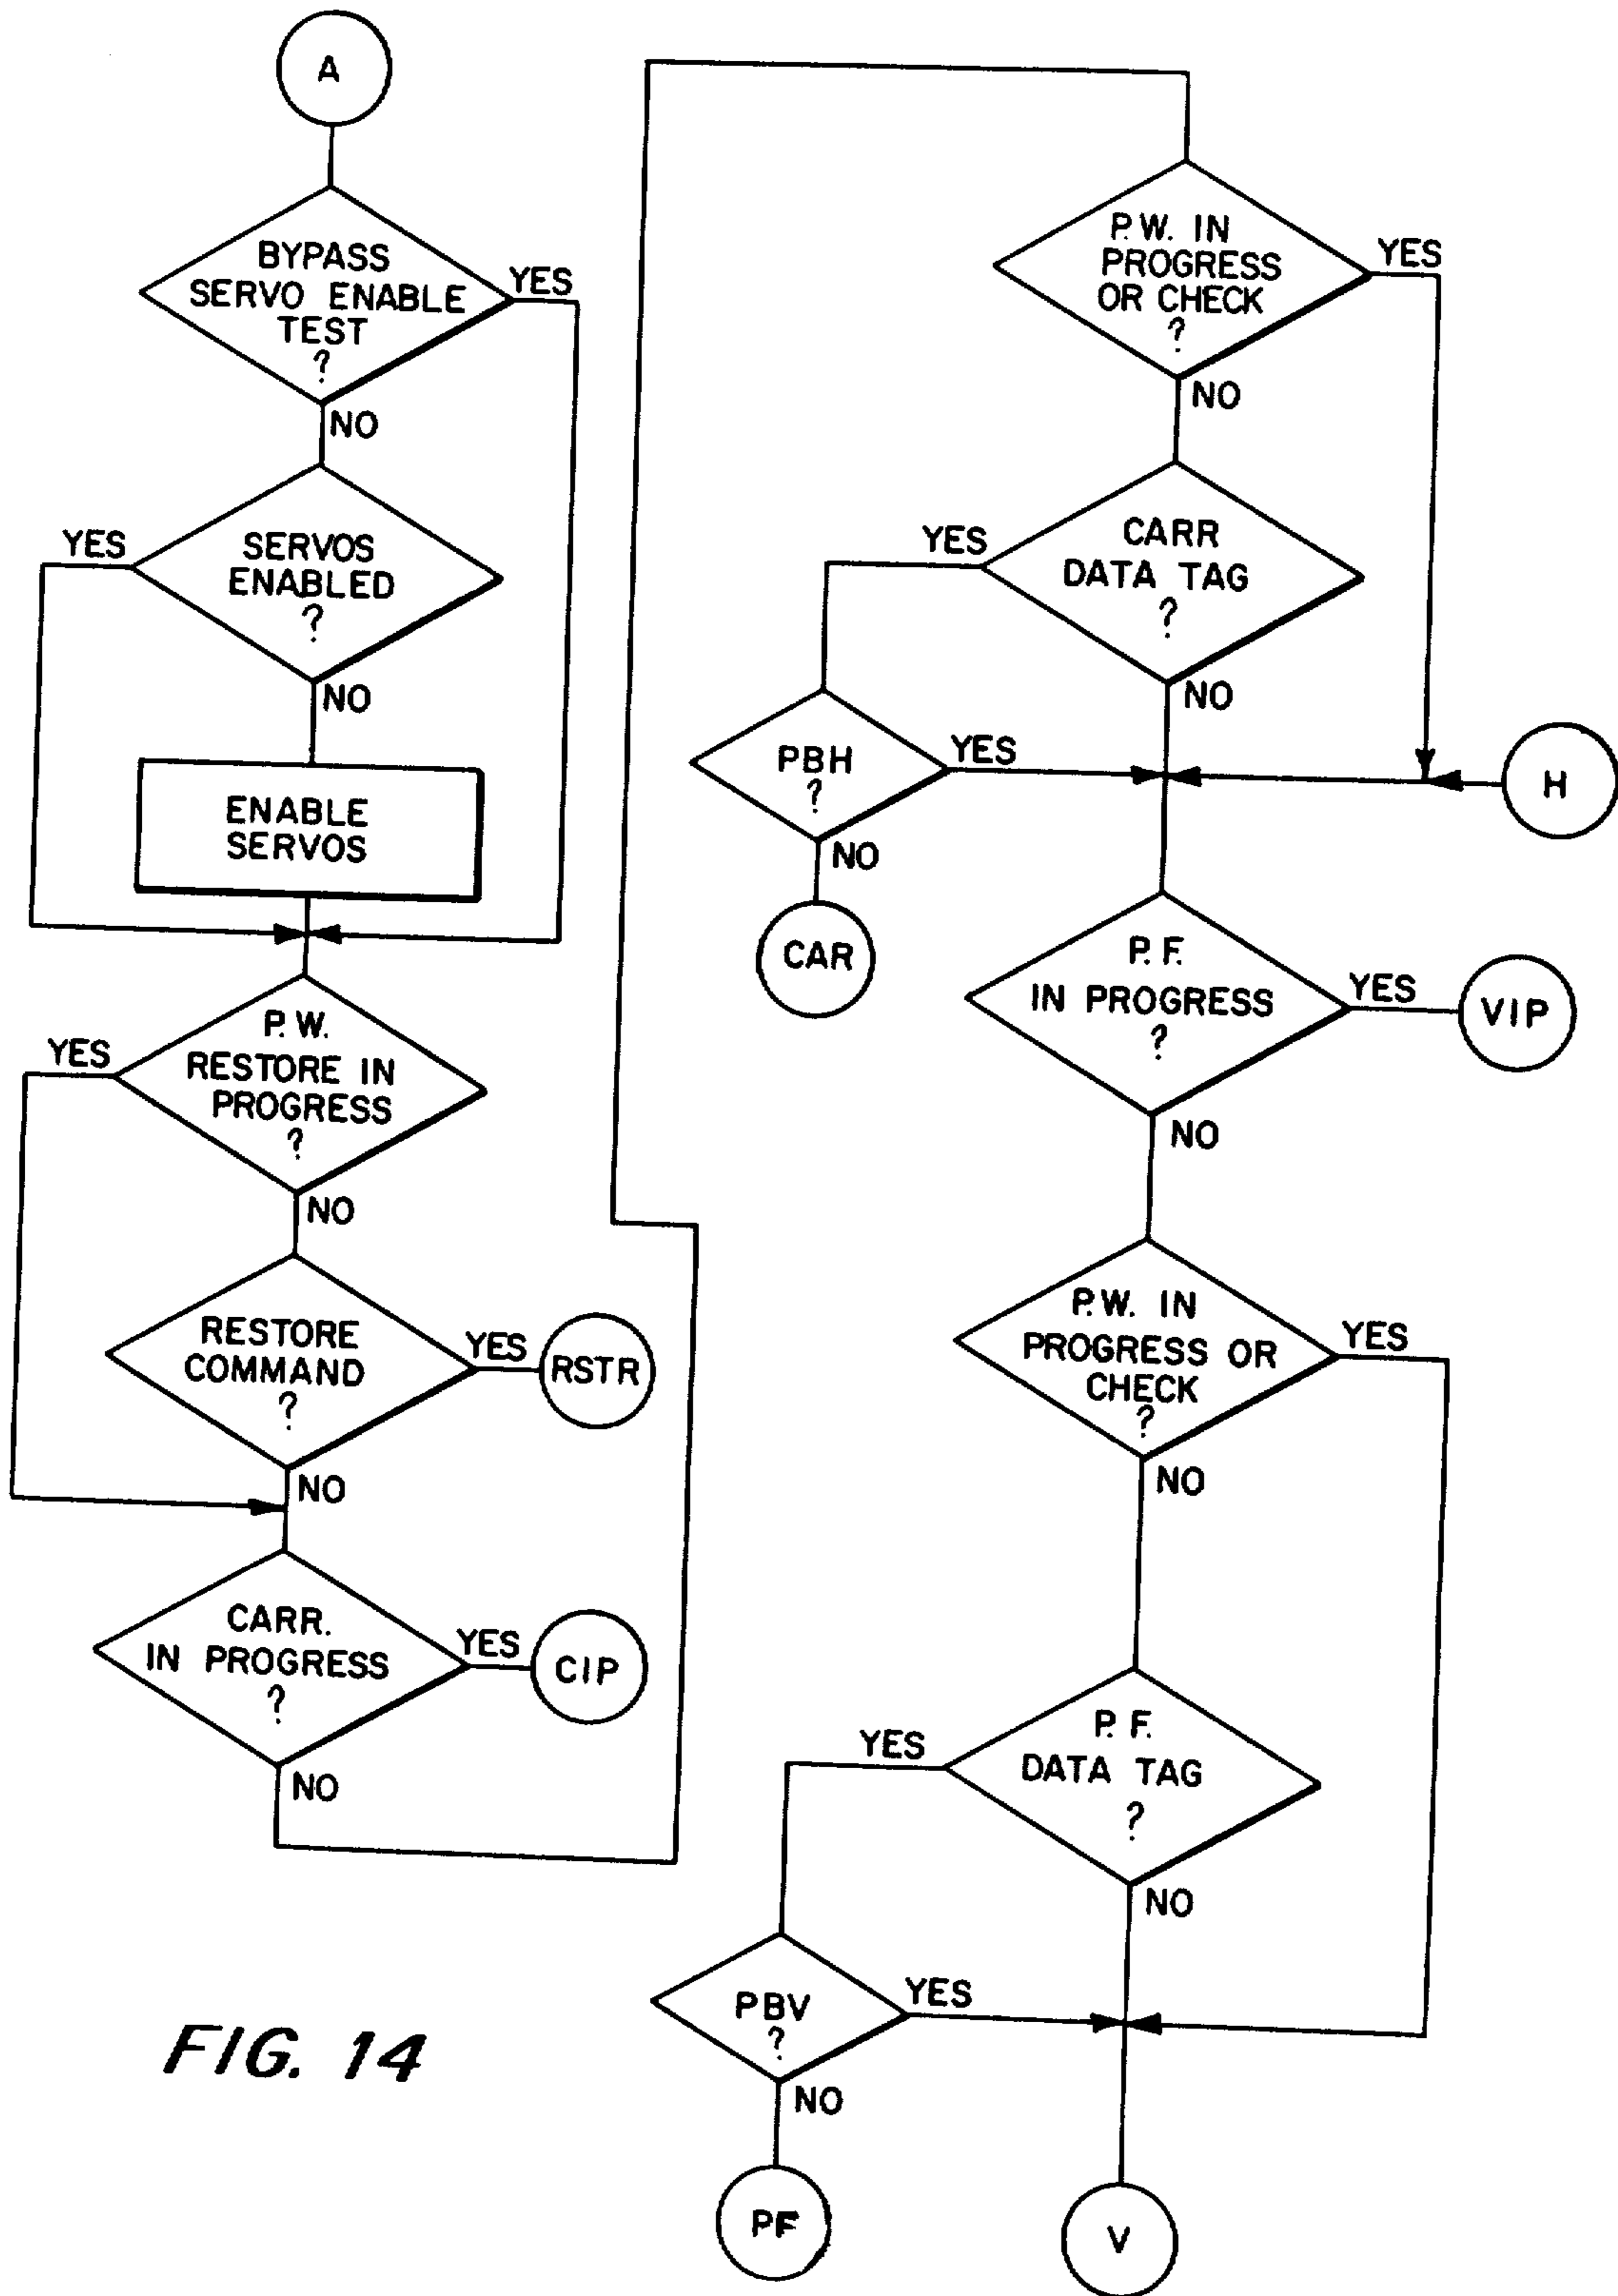 A
BYPASS
SERVO ENABLE
TEST
?
YES
NO
SERVOS
ENABLED
?
YES
NO
ENABLE
SERVOS
P.W.
RESTORE IN
PROGRESS
?
YES
NO
RESTORE
COMMAND
?
YES
RSTR
NO
CARR.
IN PROGRESS
?
YES
CIP
NO
P.W. IN
PROGRESS
OR CHECK
?
YES
NO
CARR
DATA TAG
?
YES
NO
PBH
?
YES
NO
CAR
H
P.F.
IN PROGRESS
?
YES
VIP
NO
P.W. IN
PROGRESS OR
CHECK
?
YES
NO
P.F.
DATA TAG
?
YES
NO
PBV
?
YES
NO
PF
V
FIG. 14